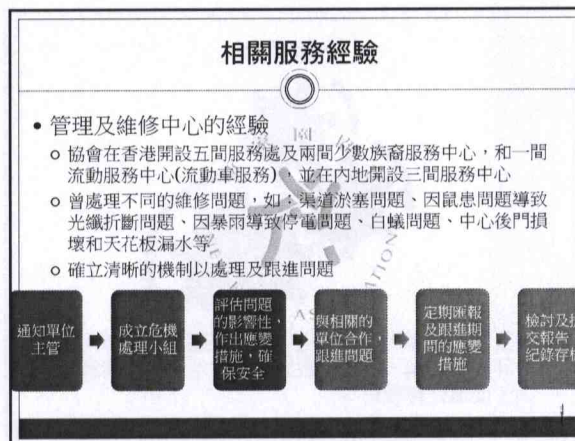 相關服務經驗
• 管理及維修中心的經驗
協會在香港開設五間服務處及兩間少數族裔服務中心，和一間
流動服務中心(流動車服務)，並在內地開設三間服務中心
曾處理不同的維修問題，如：渠道淤塞問題、因鼠患問題導致
光纖折斷問題、因暴雨導致停電問題、白蟻問題、中心後門損
壞和天花板漏水等
確立清晰的機制以處理及跟進問題
通知單位
主管
成立危機
處理小組
評估問題
的影響性，
作出應變
措施，確
保安全
與相關的
單位合作，
跟進問題
定期匯報
及跟進期
間的應變
措施
檢討及
交報告
紀錄存